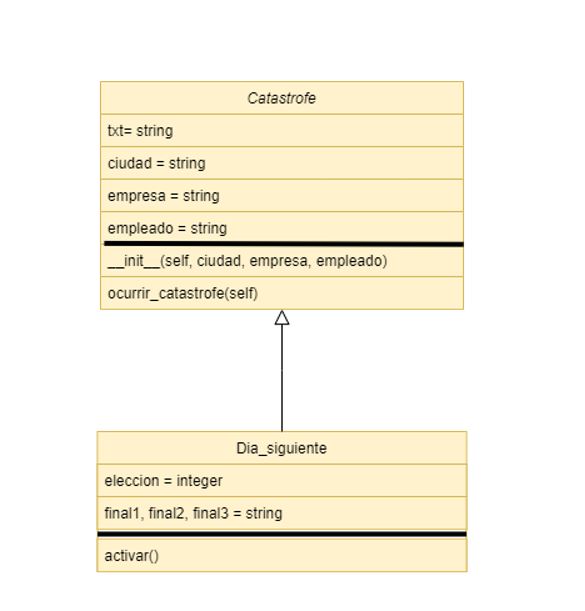 Catastrofe
txt= string
ciudad = string
empresa = string
empleado = string
__init__(self, ciudad, empresa, empleado)
ocurrir_catastrofe(self)
Dia_siguiente
eleccion = integer
final1, final2, final3 = string
activar()